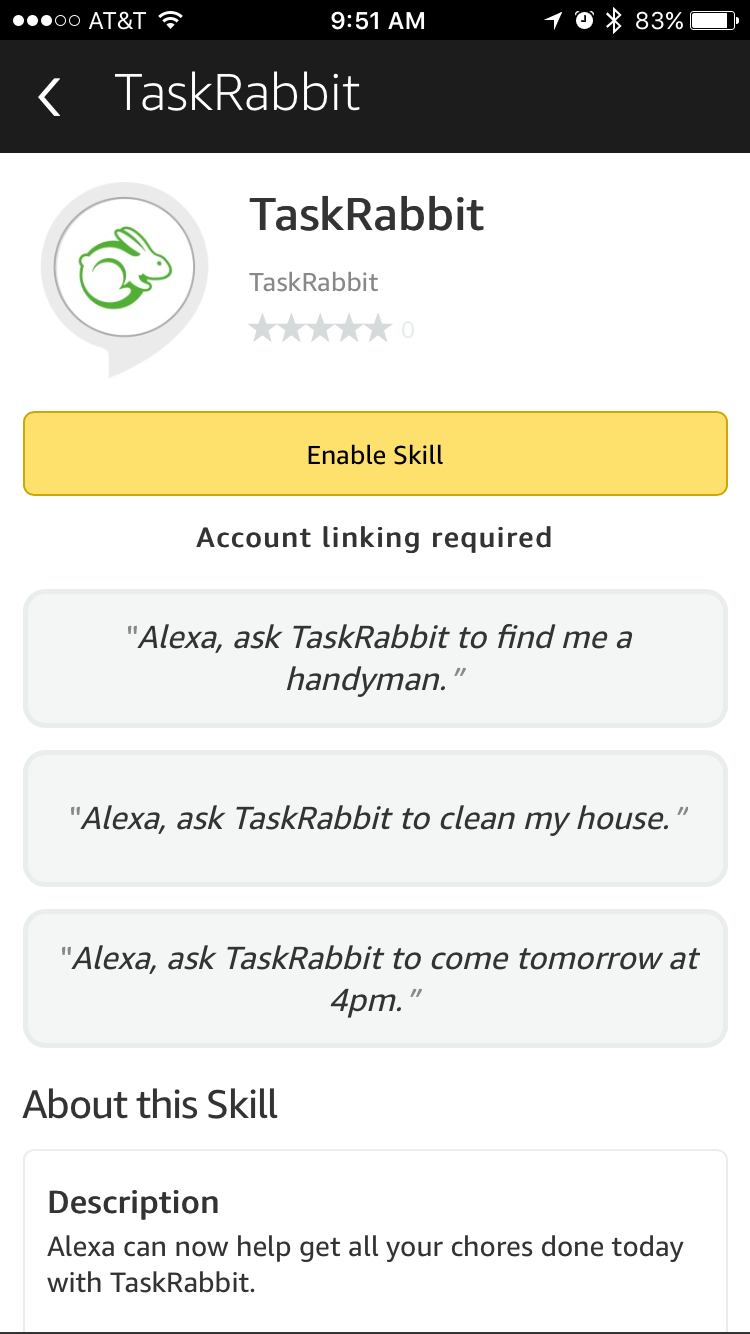 AT&T 9:51 AM 83%
TaskRabbit
TaskRabbit
TaskRabbit
0
Enable Skill
Account linking required
"Alexa, ask TaskRabbit to find me a
handyman."
"Alexa, ask TaskRabbit to clean my house."
"Alexa, ask TaskRabbit to come tomorrow at
4pm."
About this Skill
Description
Alexa can now help get all your chores done today
with TaskRabbit.